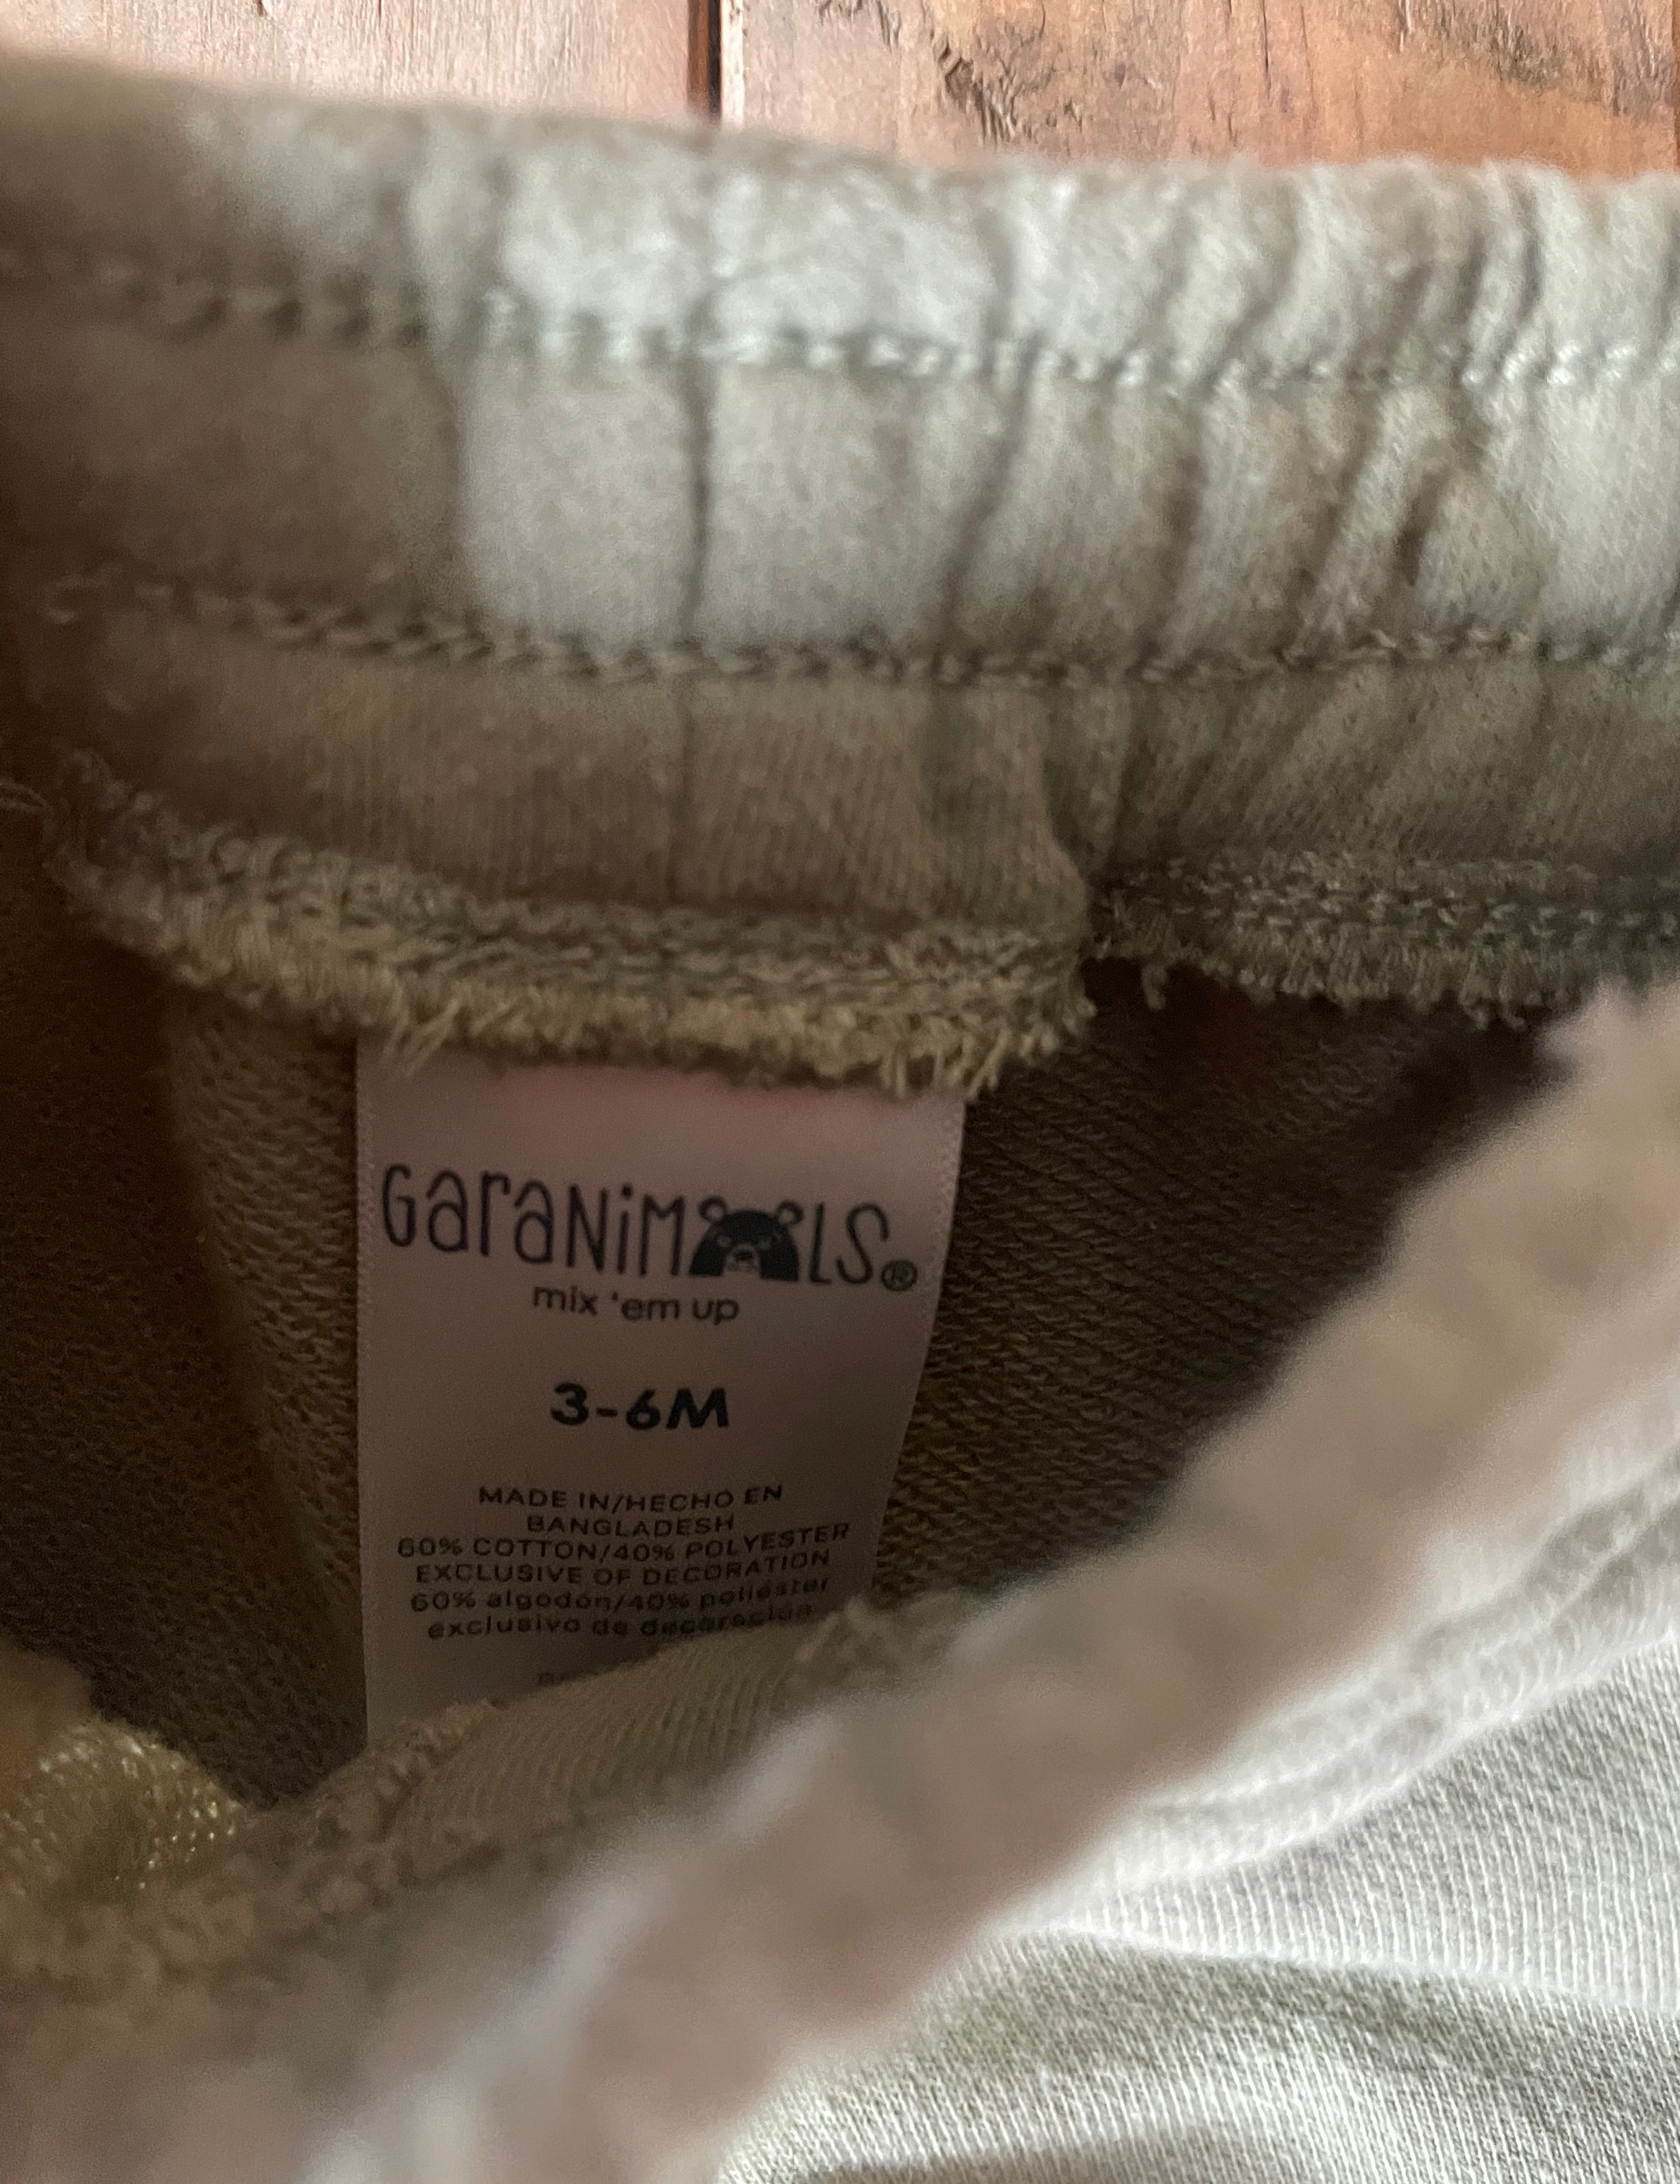 GaraNiMALS®
mix 'em up
3-6M
MADE IN/HECHO EN
BANGLADESH
60% COTTON/40% POLYESTER
EXCLUSIVE OF DECORATION
60% algodón/40% poliéster
exclusivo de decoración